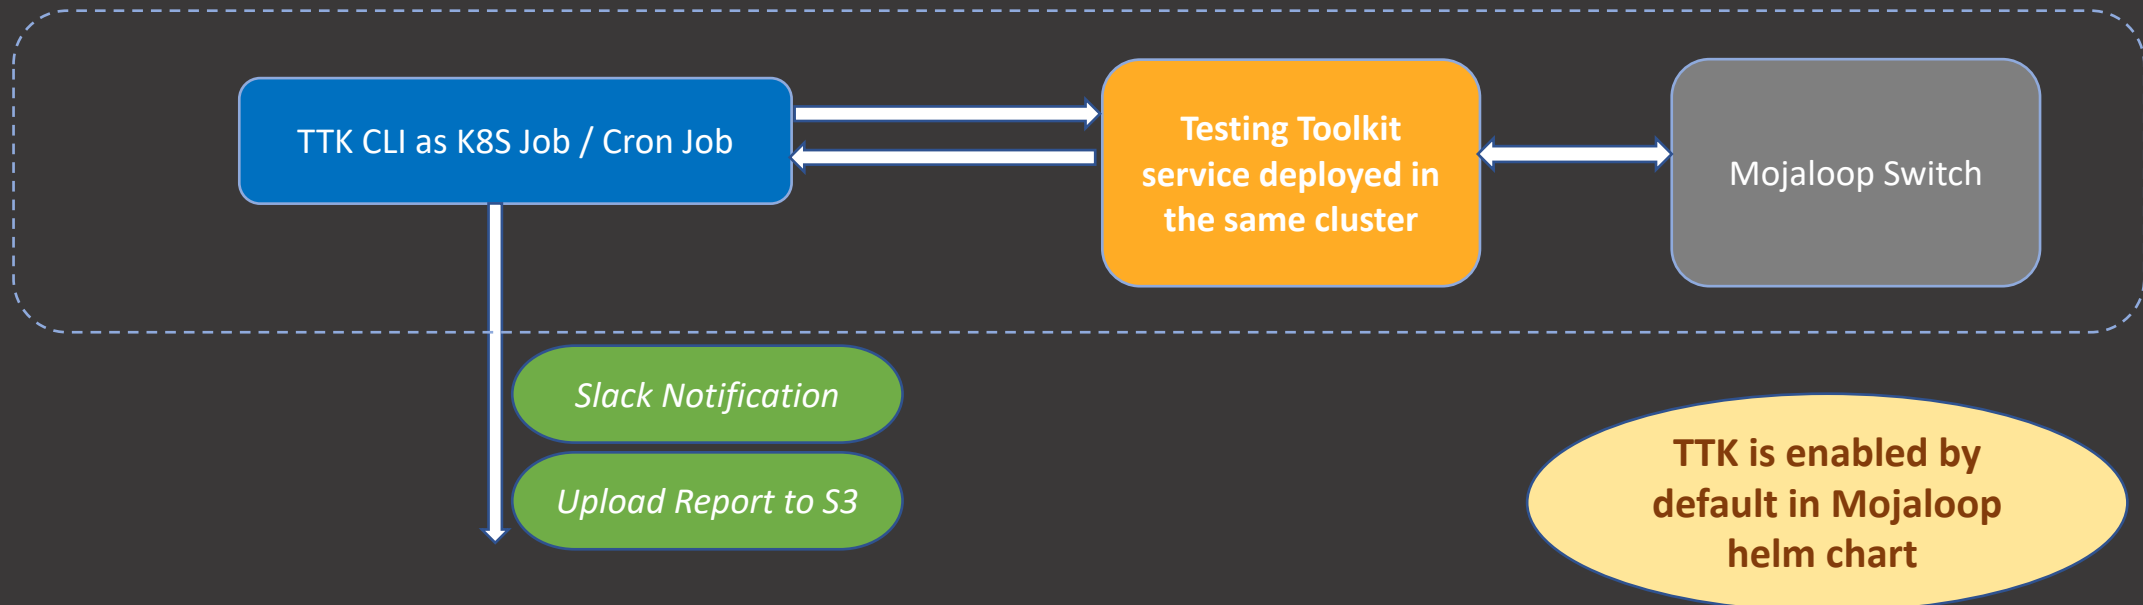 TTK CLI as K8S Job / Cron Job
Testing Toolkit
service deployed in
the same cluster
Mojaloop Switch
Slack Notification
Upload Report to S3
TTK is enabled by
default in Mojaloop
helm chart